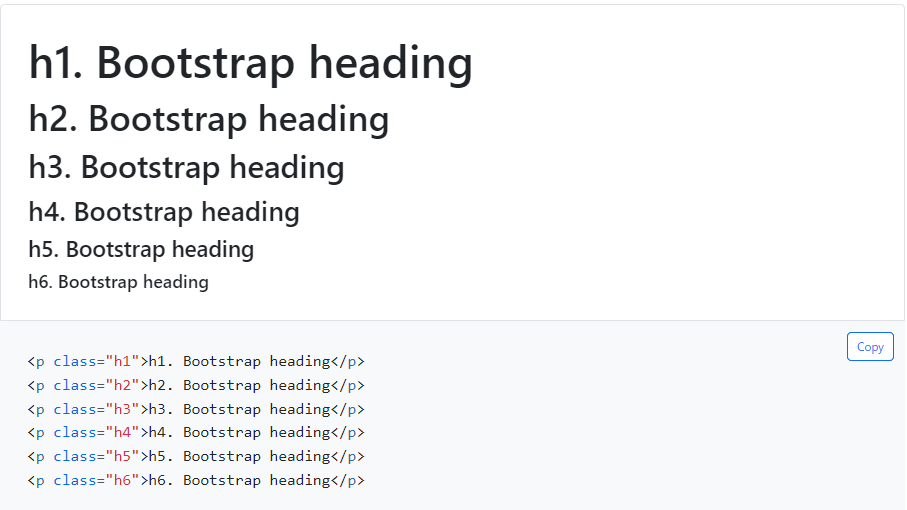 h1. Bootstrap heading
h2. Bootstrap heading
h3. Bootstrap heading
h4. Bootstrap heading
h5. Bootstrap heading
h6. Bootstrap heading
Copy
<p class="h1">h1. Bootstrap heading</p>
<p class="h2">h2. Bootstrap heading</p>
<p class="h3">h3. Bootstrap heading</p>
<p class="h4">h4. Bootstrap heading</p>
<p class="h5">h5. Bootstrap heading</p>
<p class="h6">h6. Bootstrap heading</p>